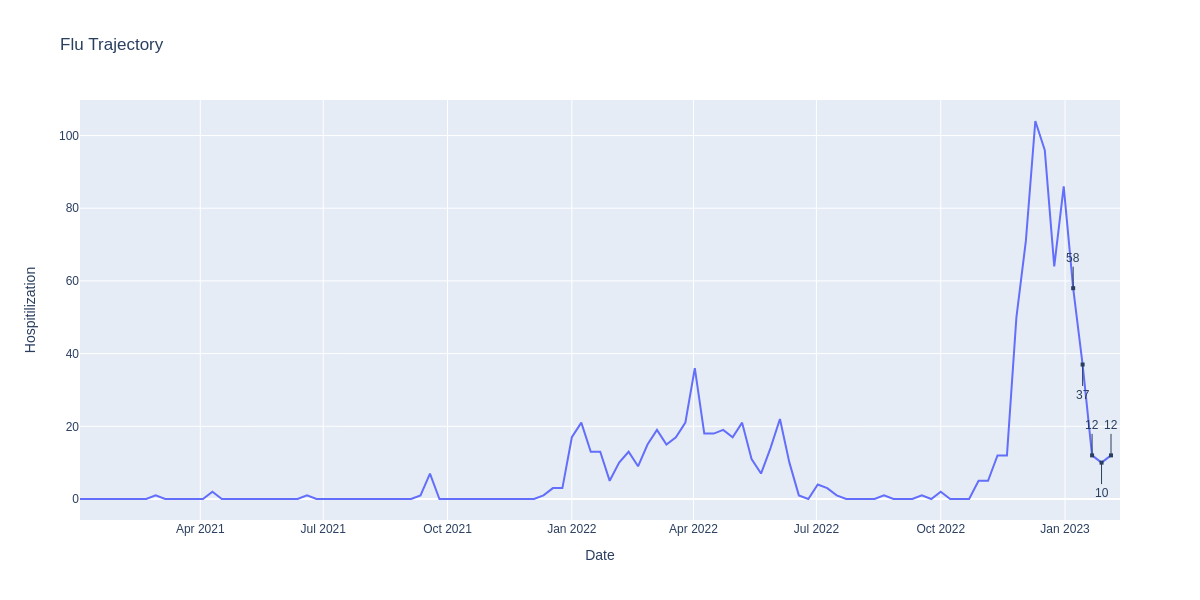 Flu Trajectory
100
80
60
40
20
0
58
37
12
12
10
Apr 2021
Jul 2021
Oct 2021
Jan 2022
Apr 2022
Jul 2022
Oct 2022
Jan 2023
Date
Hospitilization